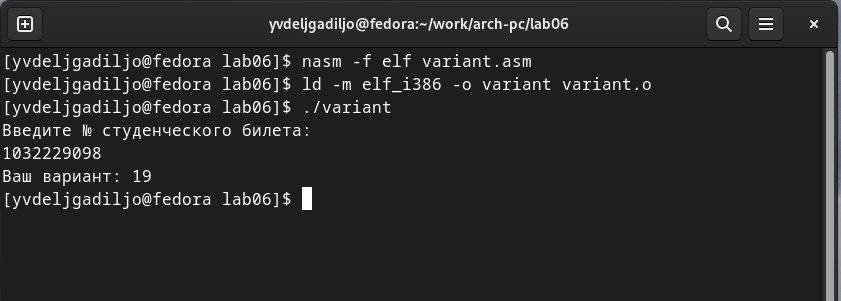 yvdeljgadiljo@fedora:~/work/arch-pc/lab06
[yvdeljgadiljo@fedora lab06]$ nasm -f elf variant.asm
[yvdeljgadiljo@fedora lab06]$ ld -m elf_i386 -o variant variant.o
[yvdeljgadiljo@fedora lab06]$ ./variant
Введите № студенческого билета:
1032229098
Ваш вариант: 19
[yvdeljgadiljo@fedora lab06]$